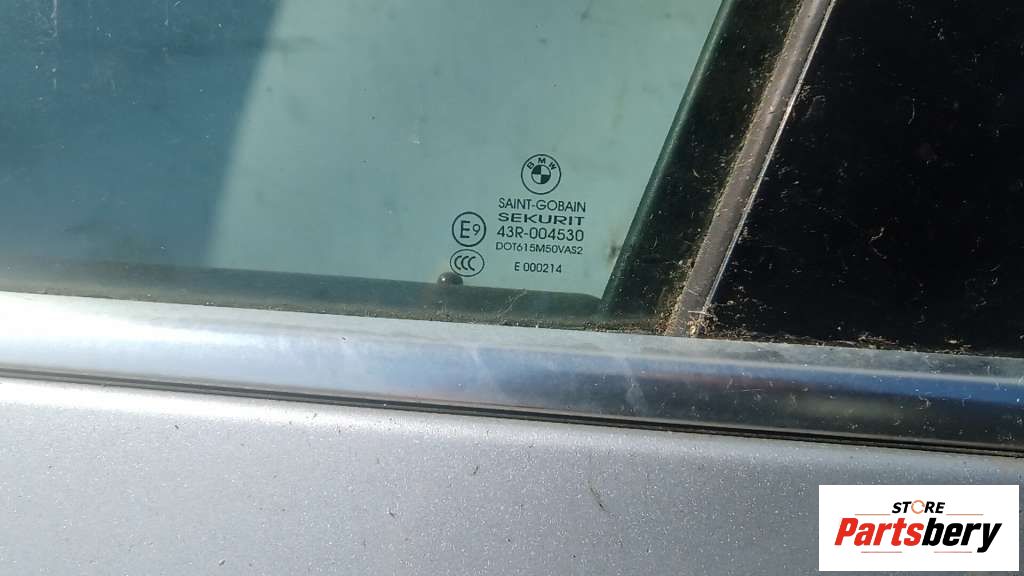 BMW
SAINT-GOBAIN
SEKURIT
E9
43R-004530
DOT615M50VAS2
CCC
E 000214
STORE
Partsbery